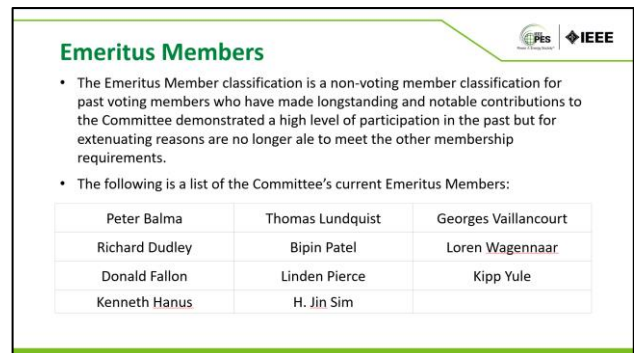 PES
Power & Energy Society®
IEEE
Emeritus Members
• The Emeritus Member classification is a non-voting member classification for
past voting members who have made longstanding and notable contributions to
the Committee demonstrated a high level of participation in the past but for
extenuating reasons are no longer ale to meet the other membership
requirements.
• The following is a list of the Committee's current Emeritus Members:
Peter Balma Thomas Lundquist Georges Vaillancourt
Richard Dudley Bipin Patel Loren Wagennaar
Donald Fallon Linden Pierce Kipp Yule
Kenneth Hanus H. Jin Sim